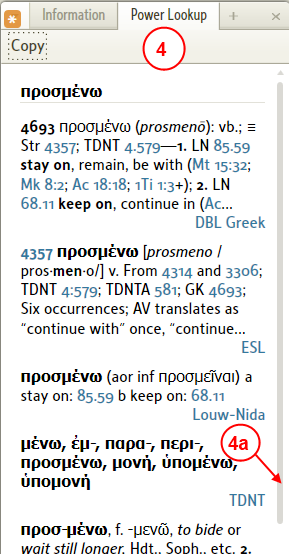 Information
Power Lookup
+
×
Copy
4
προσμένω
4693 προσμένω (prosmenō): vb.; ≡
Str 4357; TDNT 4.579—1. LN 85.59
stay on, remain, be with (Mt 15:32;
Mk 8:2; Ac 18:18; 1Ti 1:3+); 2. LN
68.11 keep on, continue in (Ac...
DBL Greek
4357 προσμένω [prosmeno /
pros·men·o/] v. From 4314 and 3306;
TDNT 4:579; TDNTA 581; GK 4693;
Six occurrences; AV translates as
“continue with” once, “continue...
ESL
προσμένω (aor inf προσμεῖναι) a
stay on: 85.59 b keep on: 68.11
Louw-Nida
4a
μένω, ἐμ-, παρα-, περι-,
προσμένω, μονή, ὑπομένω,
ὑπομονή
TDNT
προσ-μένω, f. -μενῶ, to bide or
wait still longer, Hdt., Soph., etc. 2.